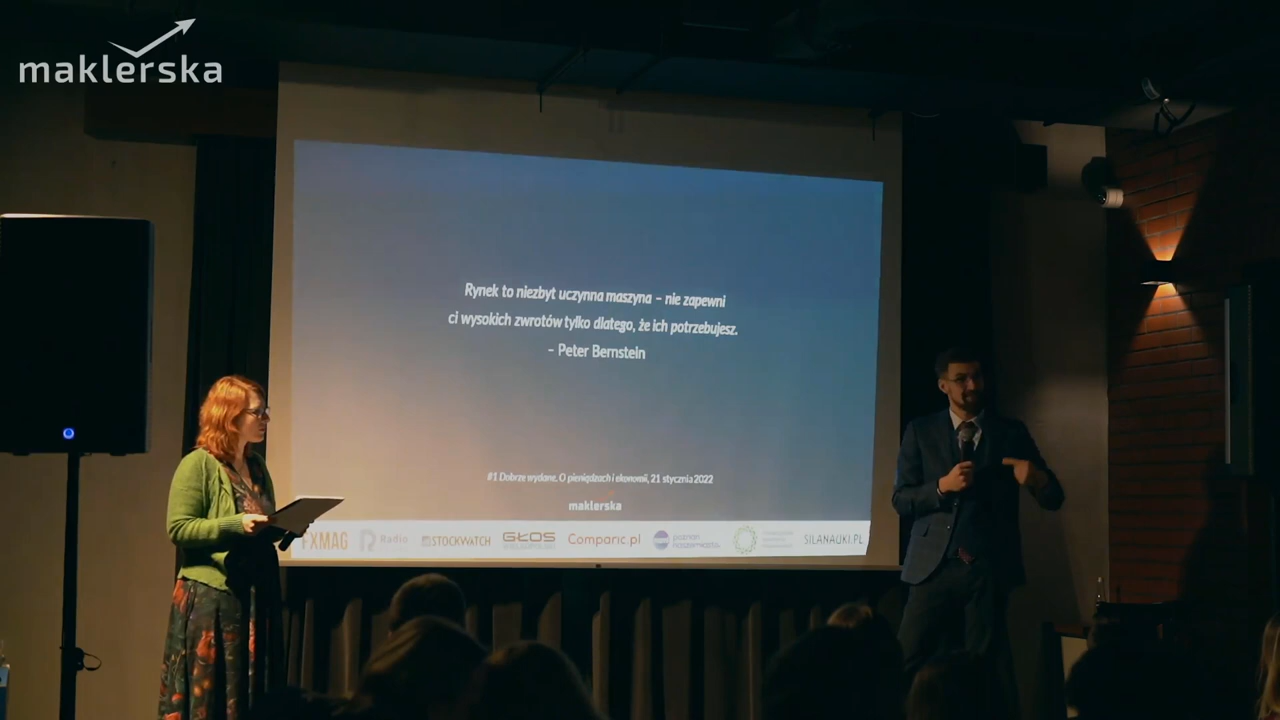 maklerska
Rynek to niezbyt uczynna maszyna – nie zapewni
ci wysokich zwrotów tylko dlatego, że ich potrzebujesz.
– Peter Bernstein
#1 Dobrze wydane. O pieniądzach i ekonomii, 21 stycznia 2022
maklerska
FXMAG Radio STOCKWATCH GŁOS Comparic.pl poznań SILANAUKI.PL